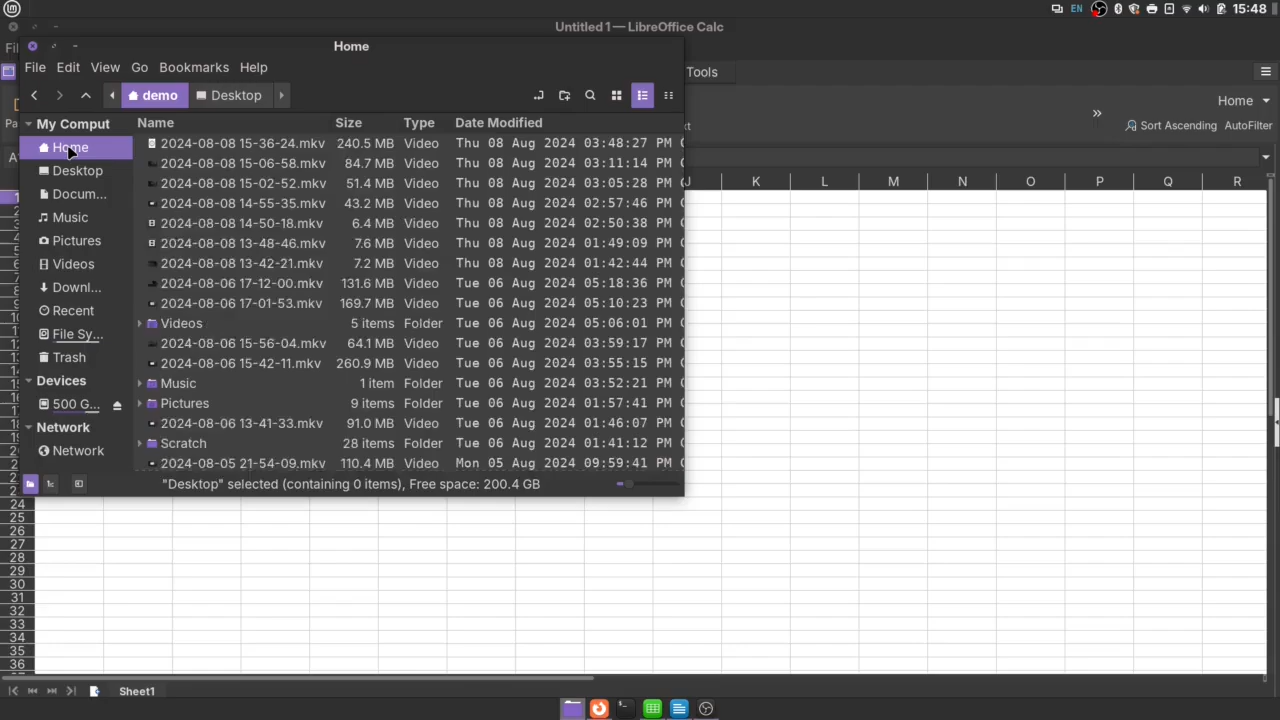 EN 15:48
Untitled 1 — LibreOffice Calc
Home
File Edit View Go Bookmarks Help
Tools
demo Desktop
Home
Sort Ascending AutoFilter
My Comput
Home
Desktop
Docum...
Music
Pictures
Videos
Downl...
Recent
File Sy...
Trash
Devices
500 G...
Network
Network
Name Size Type Date Modified
2024-08-08 15-36-24.mkv 240.5 MB Video Thu 08 Aug 2024 03:48:27 PM
2024-08-08 15-06-58.mkv 84.7 MB Video Thu 08 Aug 2024 03:11:14 PM
2024-08-08 15-02-52.mkv 51.4 MB Video Thu 08 Aug 2024 03:05:28 PM
2024-08-08 14-55-35.mkv 43.2 MB Video Thu 08 Aug 2024 02:57:46 PM
2024-08-08 14-50-18.mkv 6.4 MB Video Thu 08 Aug 2024 02:50:38 PM
2024-08-08 13-48-46.mkv 7.6 MB Video Thu 08 Aug 2024 01:49:09 PM
2024-08-08 13-42-21.mkv 7.2 MB Video Thu 08 Aug 2024 01:42:44 PM
2024-08-06 17-12-00.mkv 131.6 MB Video Tue 06 Aug 2024 05:18:36 PM
2024-08-06 17-01-53.mkv 169.7 MB Video Tue 06 Aug 2024 05:10:23 PM
Videos 5 items Folder Tue 06 Aug 2024 05:06:01 PM
2024-08-06 15-56-04.mkv 64.1 MB Video Tue 06 Aug 2024 03:59:17 PM
2024-08-06 15-42-11.mkv 260.9 MB Video Tue 06 Aug 2024 03:55:15 PM
Music 1 item Folder Tue 06 Aug 2024 03:52:21 PM
Pictures 9 items Folder Tue 06 Aug 2024 01:57:41 PM
2024-08-06 13-41-33.mkv 91.0 MB Video Tue 06 Aug 2024 01:46:07 PM
Scratch 28 items Folder Tue 06 Aug 2024 01:41:12 PM
2024-08-05 21-54-09.mkv 110.4 MB Video Mon 05 Aug 2024 09:59:41 PM
"Desktop" selected (containing 0 items), Free space: 200.4 GB
J K L M N O P Q R
24
25
26
27
28
29
30
31
32
33
34
35
36
Sheet1